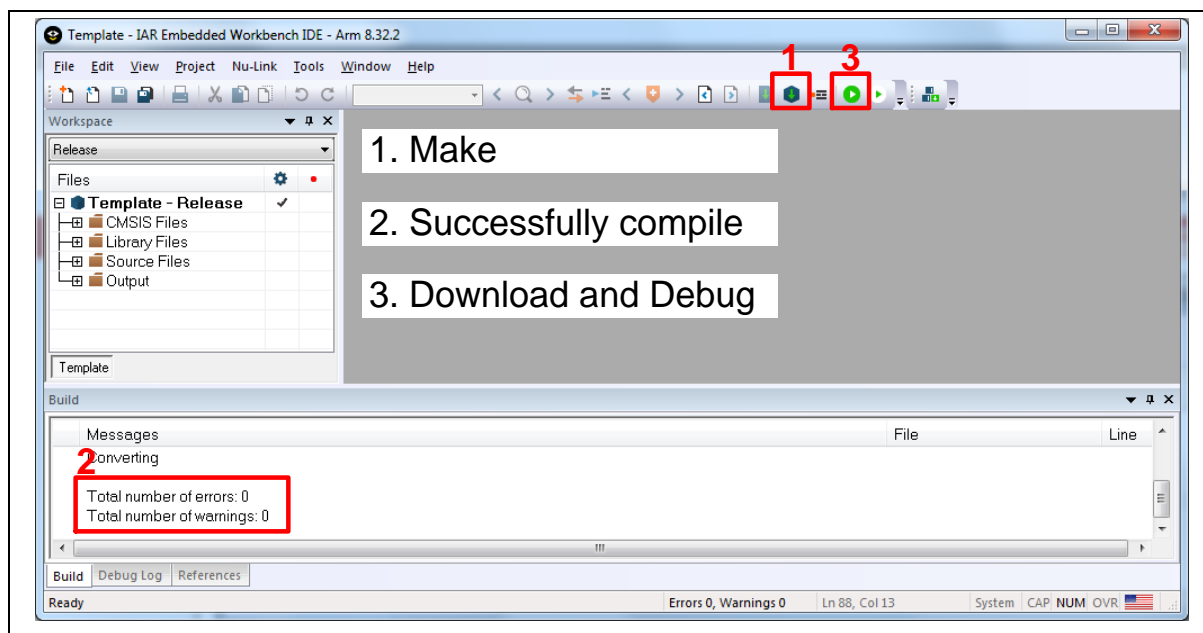 Template - IAR Embedded Workbench IDE - Arm 8.32.2
File Edit View Project Nu-Link Tools Window Help
1 3
Workspace
Release
Files
Template - Release
CMSIS Files
Library Files
Source Files
Output
Template
1. Make
2. Successfully compile
3. Download and Debug
Build
Messages File Line
Converting
2
Total number of errors: 0
Total number of warnings: 0
Build Debug Log References
Ready Errors 0, Warnings 0 Ln 88, Col 13 System CAP NUM OVR